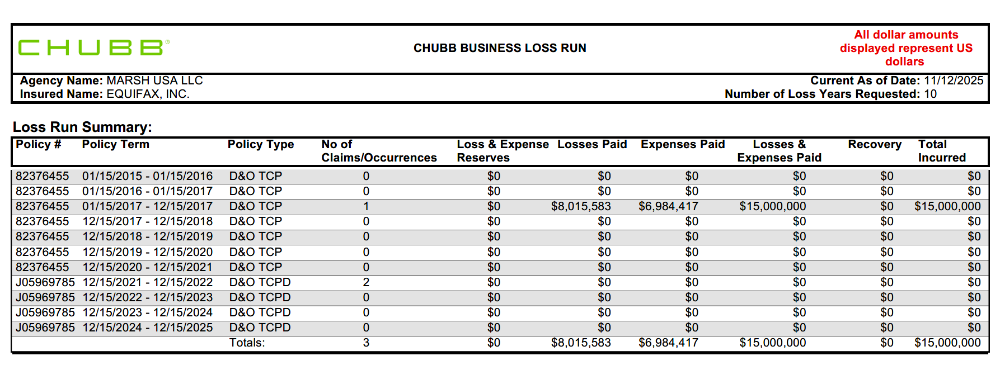 CHUBB®
CHUBB BUSINESS LOSS RUN
All dollar amounts
displayed represent US
dollars
Agency Name: MARSH USA LLC
Current As of Date: 11/12/2025
Insured Name: EQUIFAX, INC.
Number of Loss Years Requested: 10
Loss Run Summary:
Policy # Policy Term Policy Type No of Claims/Occurrences Loss & Expense Reserves Losses Paid Expenses Paid Losses & Expenses Paid Recovery Total Incurred
82376455 01/15/2015 - 01/15/2016 D&O TCP 0 $0 $0 $0 $0 $0 $0
82376455 01/15/2016 - 01/15/2017 D&O TCP 0 $0 $0 $0 $0 $0 $0
82376455 01/15/2017 - 12/15/2017 D&O TCP 1 $0 $8,015,583 $6,984,417 $15,000,000 $0 $15,000,000
82376455 12/15/2017 - 12/15/2018 D&O TCP 0 $0 $0 $0 $0 $0 $0
82376455 12/15/2018 - 12/15/2019 D&O TCP 0 $0 $0 $0 $0 $0 $0
82376455 12/15/2019 - 12/15/2020 D&O TCP 0 $0 $0 $0 $0 $0 $0
82376455 12/15/2020 - 12/15/2021 D&O TCP 0 $0 $0 $0 $0 $0 $0
J05969785 12/15/2021 - 12/15/2022 D&O TCPD 2 $0 $0 $0 $0 $0 $0
J05969785 12/15/2022 - 12/15/2023 D&O TCPD 0 $0 $0 $0 $0 $0 $0
J05969785 12/15/2023 - 12/15/2024 D&O TCPD 0 $0 $0 $0 $0 $0 $0
J05969785 12/15/2024 - 12/15/2025 D&O TCPD 0 $0 $0 $0 $0 $0 $0
Totals: 3 $0 $8,015,583 $6,984,417 $15,000,000 $0 $15,000,000